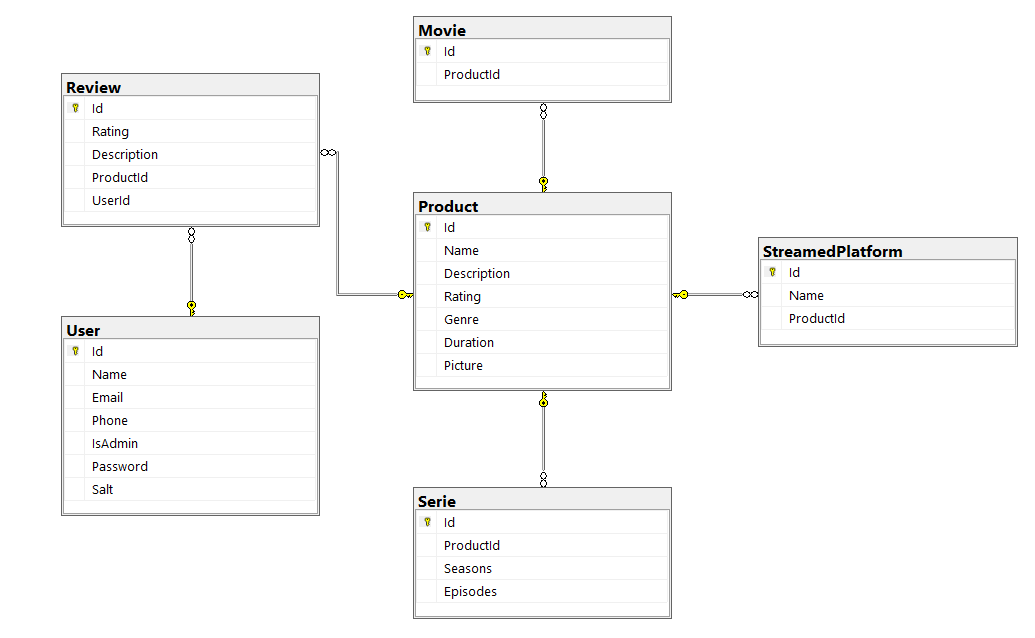 Movie
Id
ProductId
Review
Id
Rating
Description
ProductId
UserId
Product
Id
Name
Description
Rating
Genre
Duration
Picture
StreamedPlatform
Id
Name
ProductId
User
Id
Name
Email
Phone
IsAdmin
Password
Salt
Serie
Id
ProductId
Seasons
Episodes